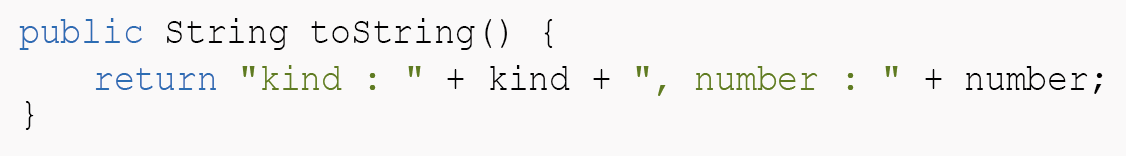 public String toString() {
    return "kind : " + kind + ", number : " + number;
}